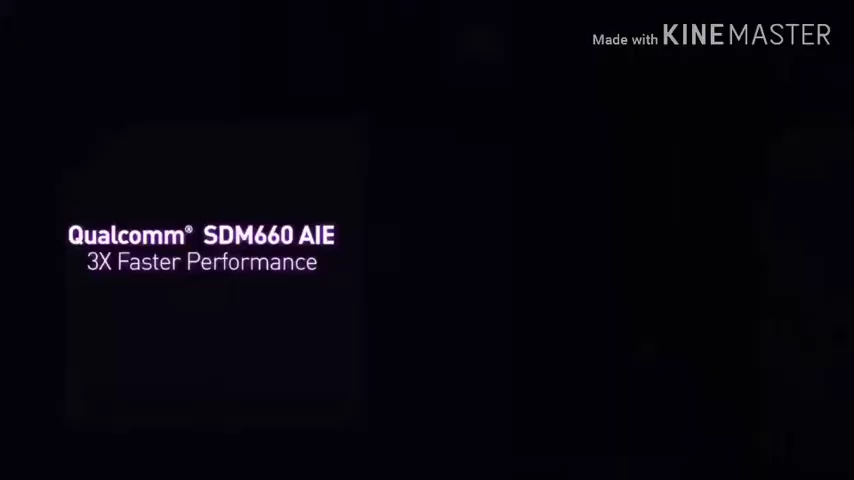 Made with KINEMASTER
Qualcomm® SDM660 AIE
3X Faster Performance